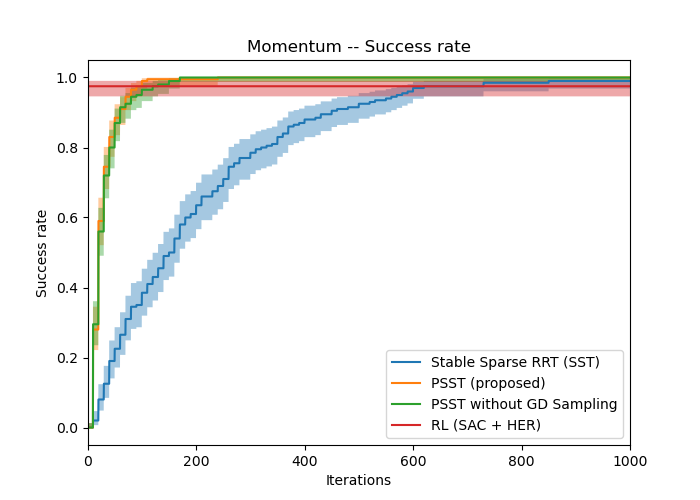 Momentum -- Success rate
1.0
0.8
0.6
0.4
0.2
0.0
Success rate
0
200
400
600
800
1000
Iterations
Stable Sparse RRT (SST)
PSST (proposed)
PSST without GD Sampling
RL (SAC + HER)